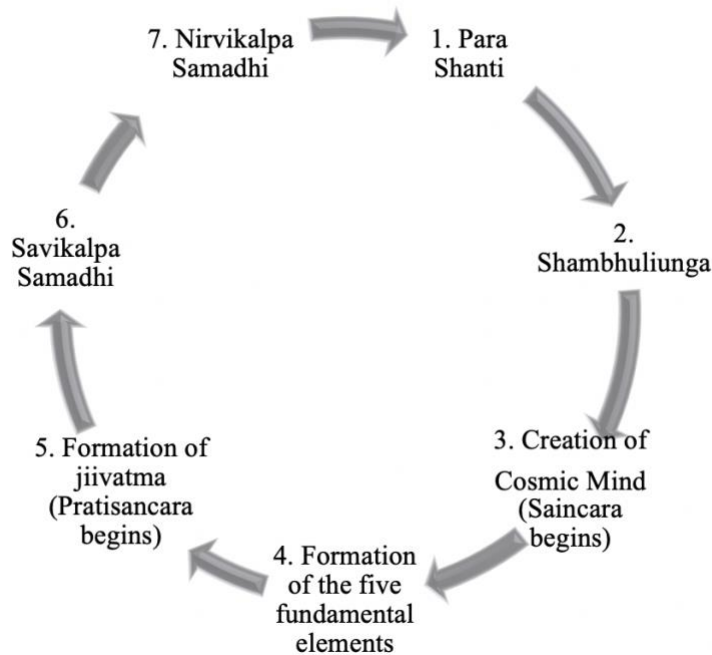 1. Para
Shanti
2.
Shambhuliunga
3. Creation of
Cosmic Mind
(Saincara
begins)
4. Formation
of the five
fundamental
elements
5. Formation of
jiivatma
(Pratisancara
begins)
6.
Savikalpa
Samadhi
7. Nirvikalpa
Samadhi